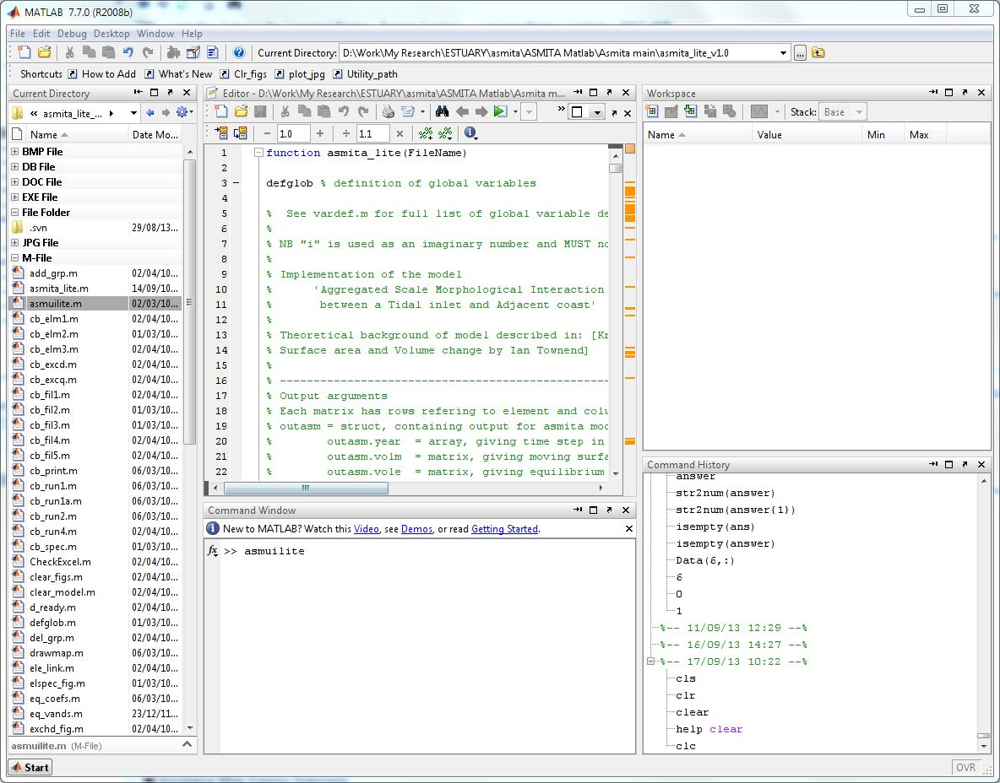 MATLAB 7.7.0 (R2008b)
File Edit Debug Desktop Window Help
Current Directory: D:\Work\My Research\ESTUARY\asmita\ASMITA Matlab\Asmita main\asmita_lite_v1.0
Shortcuts How to Add What's New Clr_figs plot_jpg Utility_path
Current Directory
« asmita_lite_...
Name Date Mo...
BMP File
DB File
DOC File
EXE File
File Folder
.svn 29/08/13...
JPG File
M-File
add_grp.m 02/04/10...
asmita_lite.m 14/09/10...
asmuilite.m 02/03/10...
cb_elm1.m 02/04/10...
cb_elm2.m 01/03/10...
cb_elm3.m 02/04/10...
cb_excd.m 02/04/10...
cb_excq.m 02/04/10...
cb_fil1.m 02/04/10...
cb_fil2.m 01/03/10...
cb_fil3.m 01/03/10...
cb_fil4.m 02/04/10...
cb_fil5.m 02/04/10...
cb_print.m 06/03/10...
cb_run1.m 06/03/10...
cb_run1a.m 06/03/10...
cb_run2.m 06/03/10...
cb_run4.m 02/04/10...
cb_spec.m 01/03/10...
CheckExcel.m 02/04/10...
clear_figs.m 02/04/10...
clear_model.m 02/04/10...
d_ready.m 02/04/10...
defglob.m 01/03/10...
del_grp.m 02/04/10...
drawmap.m 06/03/10...
ele_link.m 02/04/10...
elspec_fig.m 01/03/10...
eq_coefs.m 06/03/10...
eq_vands.m 23/12/11...
exchd_fig.m 02/04/10...
asmuilite.m (M-File)
Start
Editor - D:\Work\My Research\ESTUARY\asmita\ASMITA Matlab\Asmita m...
1.0 1.1
1 function asmita_lite(FileName)
2
3 defglob % definition of global variables
4
5 % See vardef.m for full list of global variable de
6 %
7 % NB "i" is used as an imaginary number and MUST no
8 %
9 % Implementation of the model
10 % 'Aggregated Scale Morphological Interaction
11 % between a Tidal inlet and Adjacent coast'
12 %
13 % Theoretical background of model described in: [Kr
14 % Surface area and Volume change by Ian Townend]
15 %
16 % --------------------------------------------------
17 % Output arguments
18 % Each matrix has rows refering to element and colu
19 % outasm = struct, containing output for asmita mod
20 % outasm.year = array, giving time step in
21 % outasm.volm = matrix, giving moving surfa
22 % outasm.vole = matrix, giving equilibrium
Command Window
New to MATLAB? Watch this Video, see Demos, or read Getting Started.
fx >> asmuilite
Workspace
Stack: Base
Name Value Min Max
Command History
answer
str2num(answer)
str2num(answer{1})
isempty(ans)
isempty(answer)
Data(6,:)
6
0
1
%-- 11/09/13 12:29 --%
%-- 16/09/13 14:27 --%
%-- 17/09/13 10:22 --%
cls
clr
clear
help clear
clc
OVR